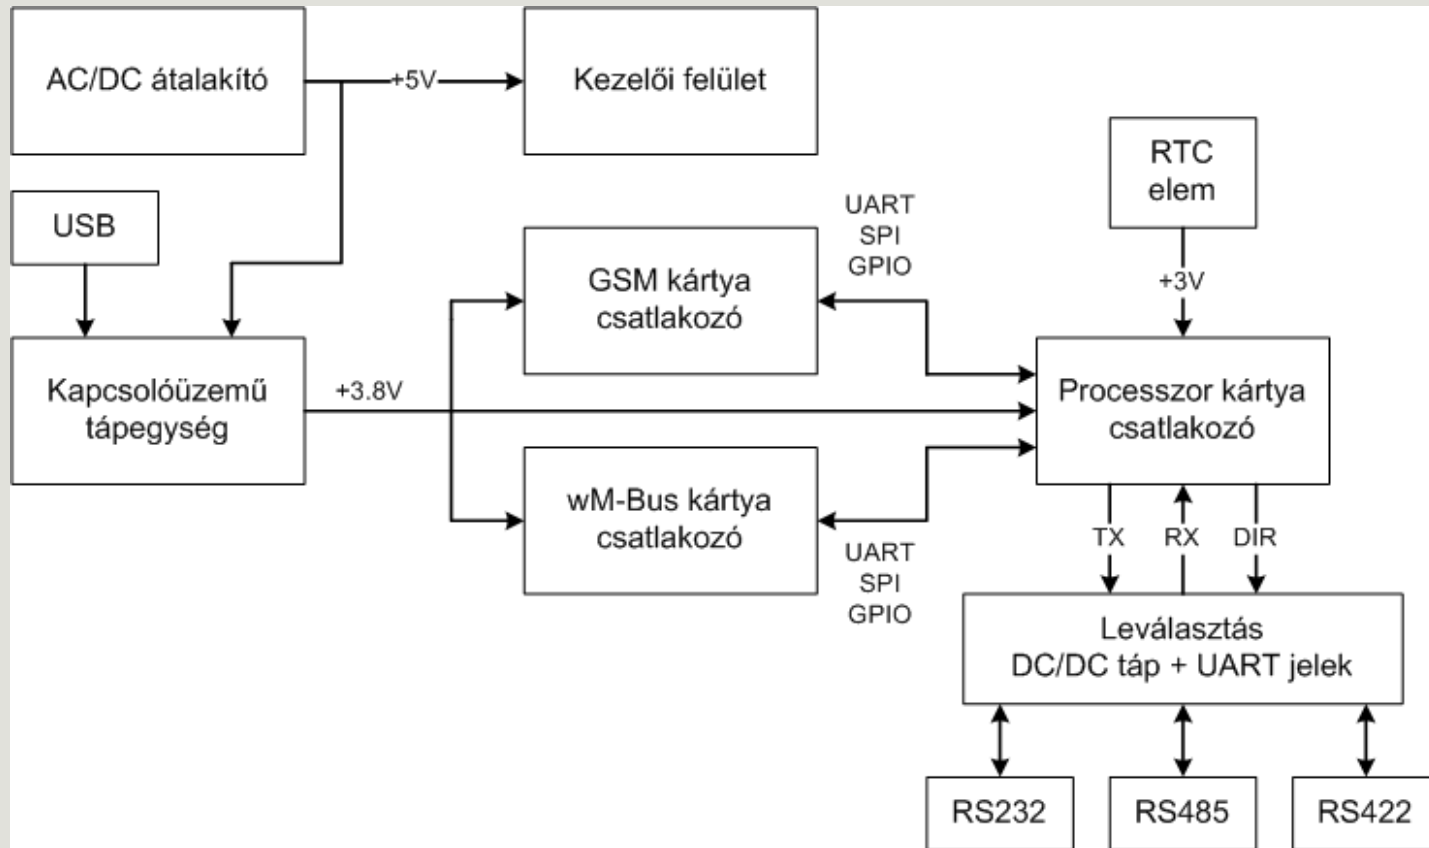 AC/DC átalakító
+5V
Kezelői felület
RTC
elem
USB
UART
SPI
GPIO
GSM kártya
csatlakozó
+3V
Kapcsolóüzemű
tápegység
+3.8V
Processzor kártya
csatlakozó
wM-Bus kártya
csatlakozó
UART
SPI
GPIO
TX
RX
DIR
Leválasztás
DC/DC táp + UART jelek
RS232
RS485
RS422